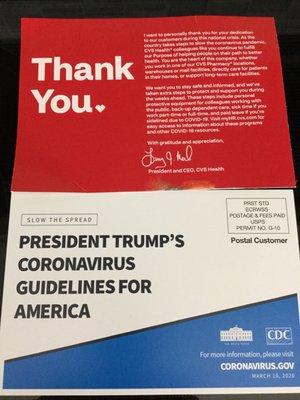 I want to personally thank you for your dedication
to our customers during this national crisis. As the
country takes steps to slow the coronavirus pandemic,
CVS Health® colleagues like you continue to fulfill
our purpose of helping people on their path to better
health. You are the heart of this company, whether
you work in one of our CVS Pharmacy® locations,
warehouses or mail facilities, directly care for patients
in their homes, or support long-term care facilities.
Thank
You.
We want you to stay safe and informed, and we've
taken extra steps to protect and support you during
the weeks ahead. These steps include personal
protective equipment for colleagues working with
the public, back-up dependent care, sick time if you
work part-time or full-time, and paid leave if you're
sidelined due to COVID-19. Visit myHR.cvs.com for
easy access to information about these programs
and other COVID-19 resources.
With gratitude and appreciation,
President and CEO, CVS Health
SLOW THE SPREAD
PRST STD
ECRWSS
POSTAGE & FEES PAID
USPS
PERMIT NO. G-10
Postal Customer
PRESIDENT TRUMP'S
CORONAVIRUS
GUIDELINES FOR
AMERICA
THE WHITE HOUSE
CDC
For more information, please visit
CORONAVIRUS.GOV
MARCH 16, 2020